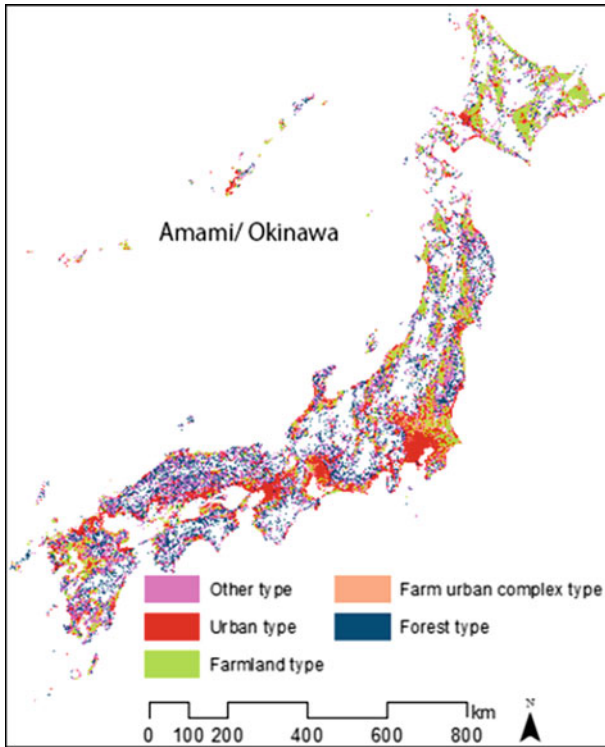 Amami/ Okinawa
Other type
Farm urban complex type
Urban type
Forest type
Farmland type
km
N
0 100 200 400 600 800